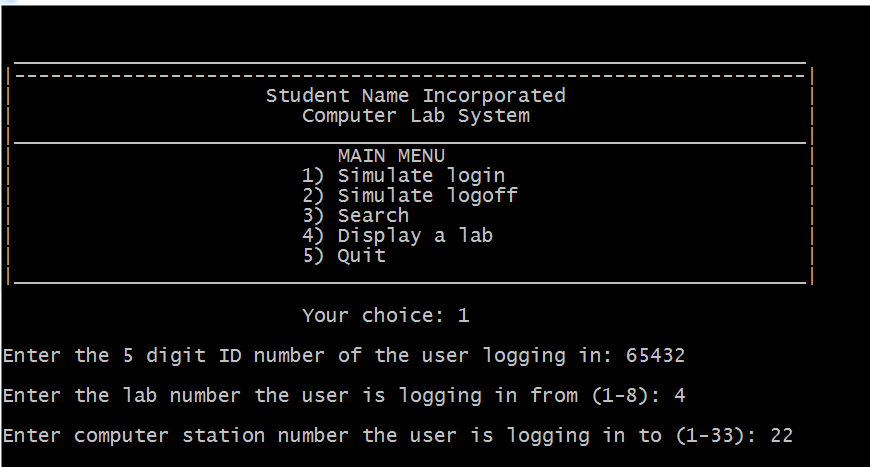 Student Name Incorporated
Computer Lab System
MAIN MENU
1) Simulate login
2) Simulate logoff
3) Search
4) Display a lab
5) Quit
Your choice: 1
Enter the 5 digit ID number of the user logging in: 65432
Enter the lab number the user is logging in from (1-8): 4
Enter computer station number the user is logging in to (1-33): 22